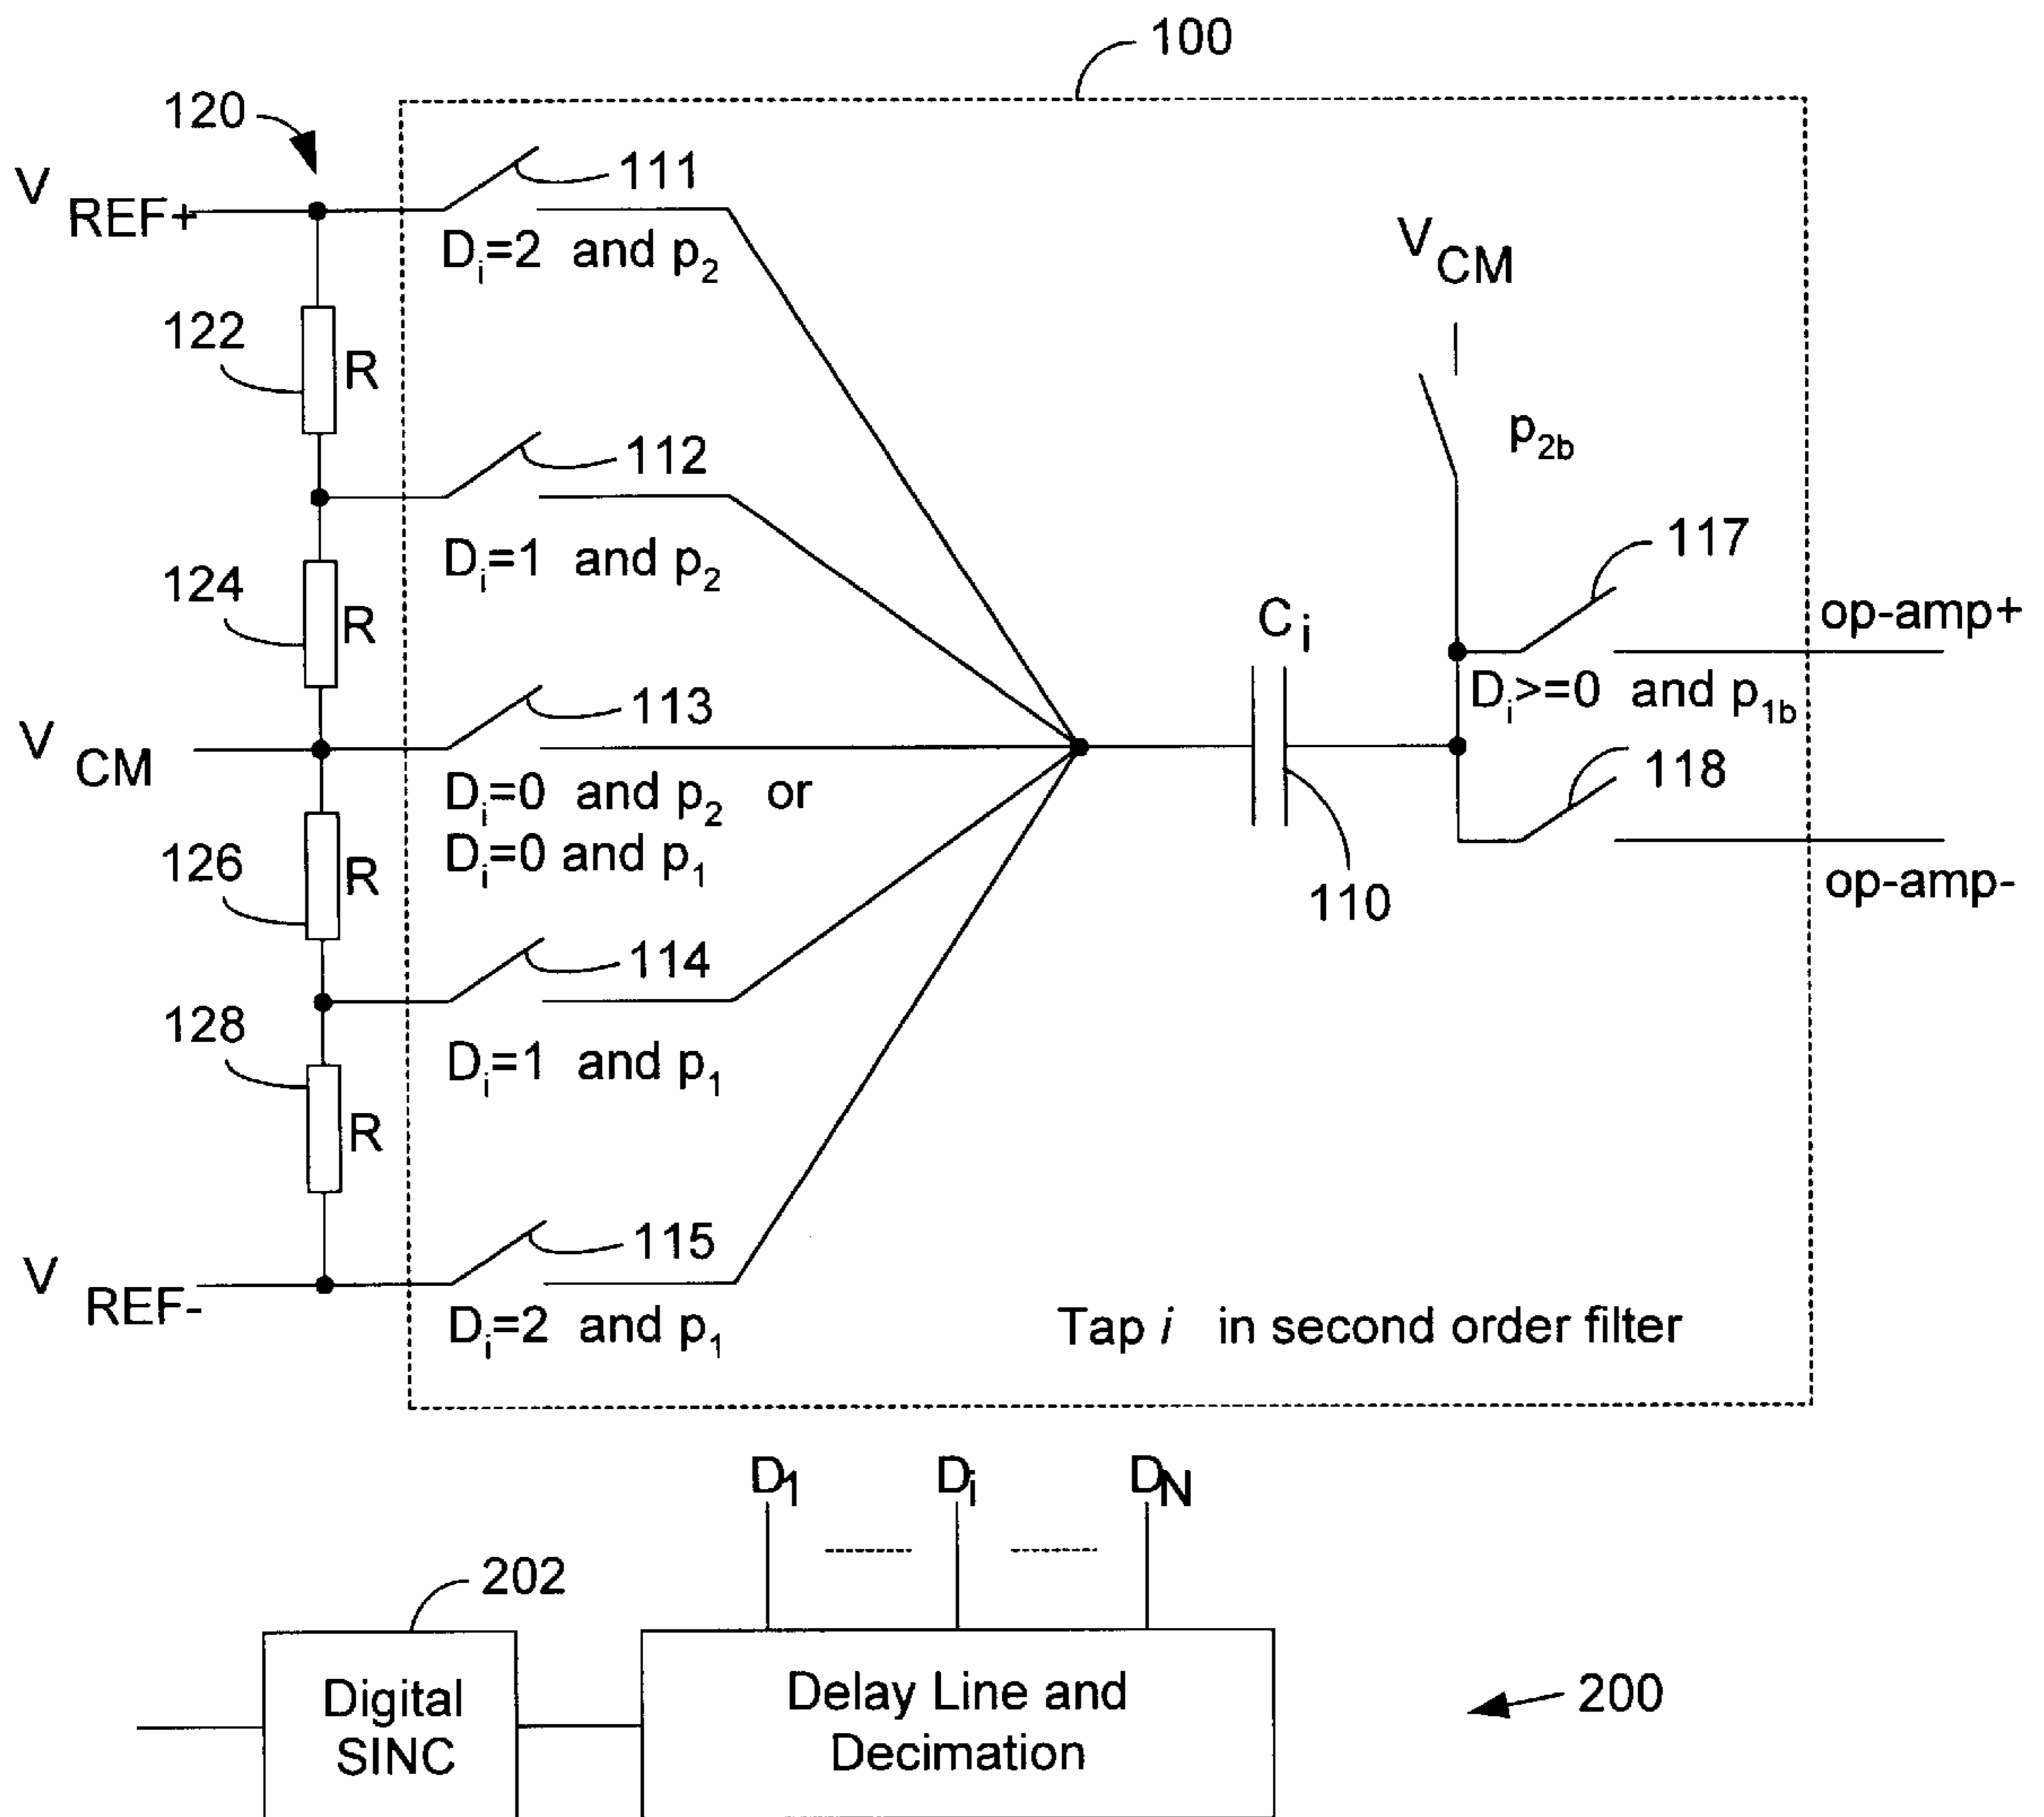 100
120
V REF+
111
Di=2 and p2
VCM
122
R
112
p2b
Di=1 and p2
117
124
R
Ci
op-amp+
Di>=0 and p1b
V CM
113
118
Di=0 and p2 or
Di=0 and p1
126
R
110
op-amp-
114
128
Di=1 and p1
R
115
V REF-
Di=2 and p1
Tap i in second order filter
D1
Di
DN
202
Digital
SINC
Delay Line and
Decimation
200